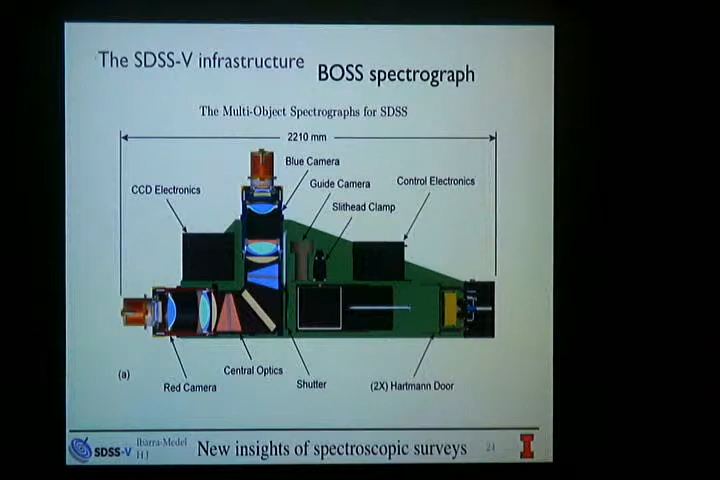 The SDSS-V infrastructure
BOSS spectrograph
The Multi-Object Spectrographs for SDSS
2210 mm
Blue Camera
CCD Electronics
Guide Camera
Control Electronics
Slithead Clamp
(a)
Red Camera
Central Optics
Shutter
(2X) Hartmann Door
SDSS-V
Ibarra-Medel
HJ
New insights of spectroscopic surveys
24
I